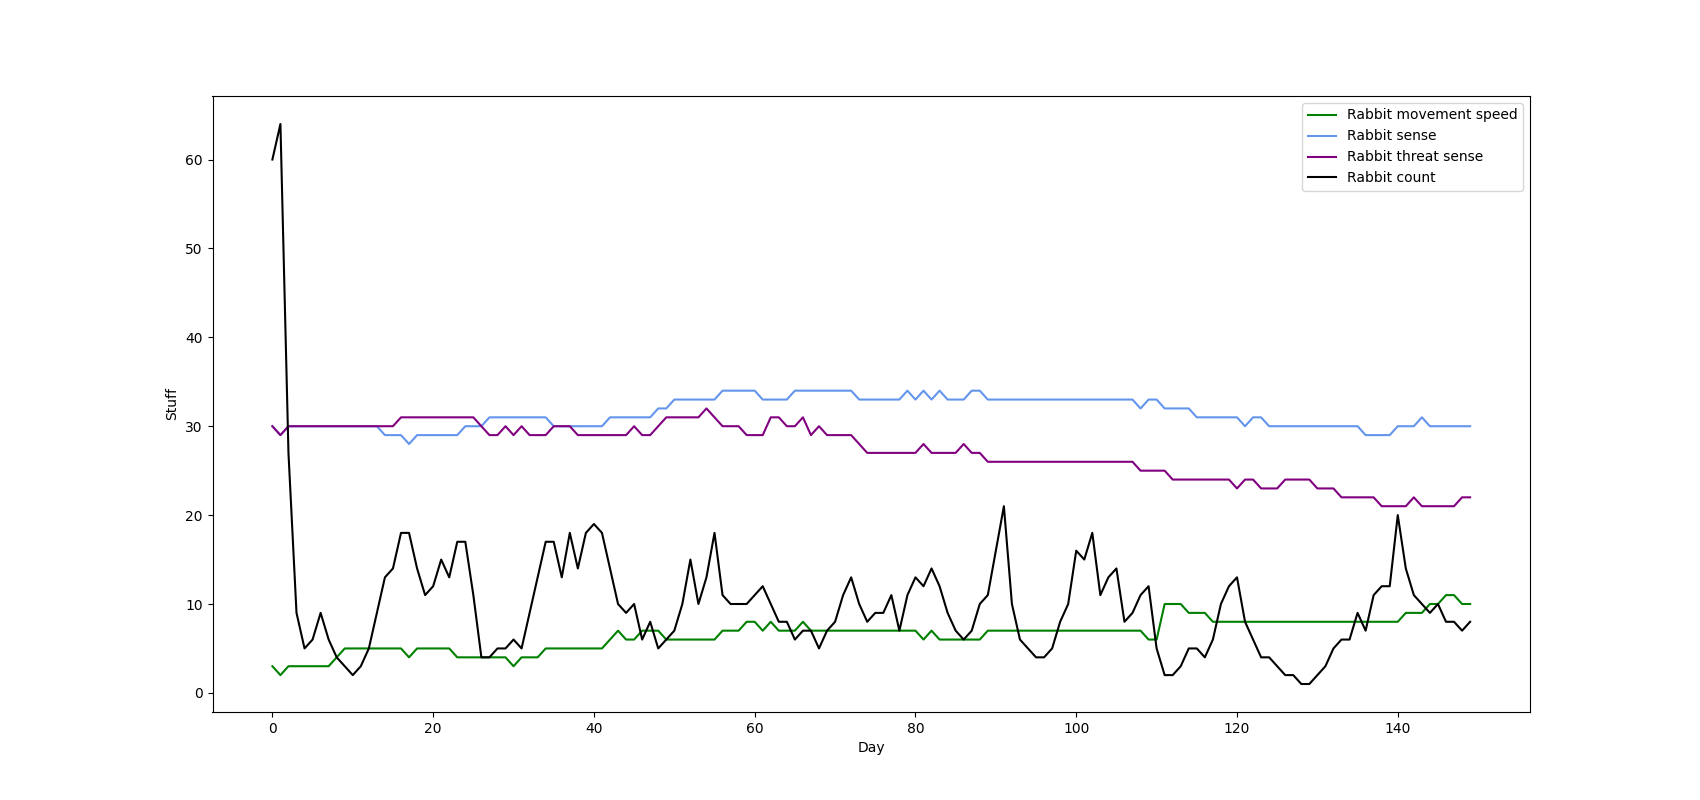 Rabbit movement speed
Rabbit sense
Rabbit threat sense
Rabbit count
60
50
40
30
20
10
0
Stuff
0 20 40 60 80 100 120 140
Day